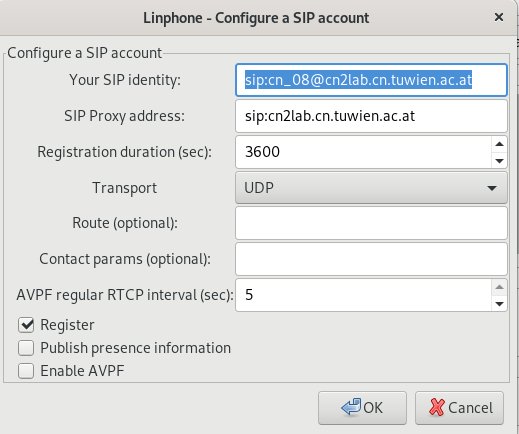 Linphone - Configure a SIP account
Configure a SIP account
Your SIP identity: sip:cn_08@cn2lab.cn.tuwien.ac.at
SIP Proxy address: sip:cn2lab.cn.tuwien.ac.at
Registration duration (sec): 3600
Transport UDP
Route (optional):
Contact params (optional):
AVPF regular RTCP interval (sec): 5
Register
Publish presence information
Enable AVPF
OK Cancel